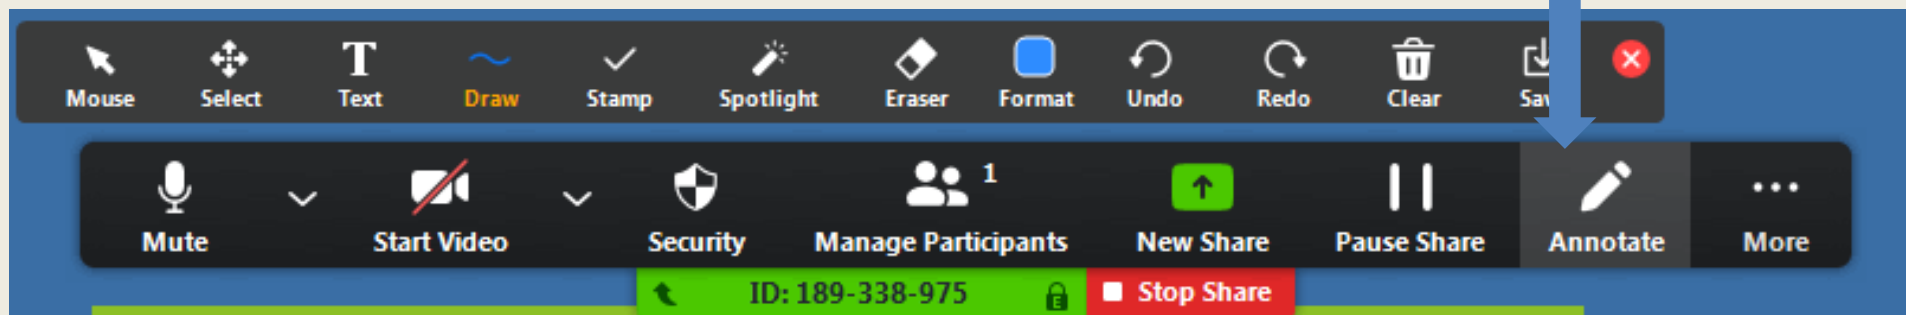 Mouse Select Text Draw Stamp Spotlight Eraser Format Undo Redo Clear
1
Mute Start Video Security Manage Participants New Share Pause Share Annotate More
ID: 189-338-975 Stop Share